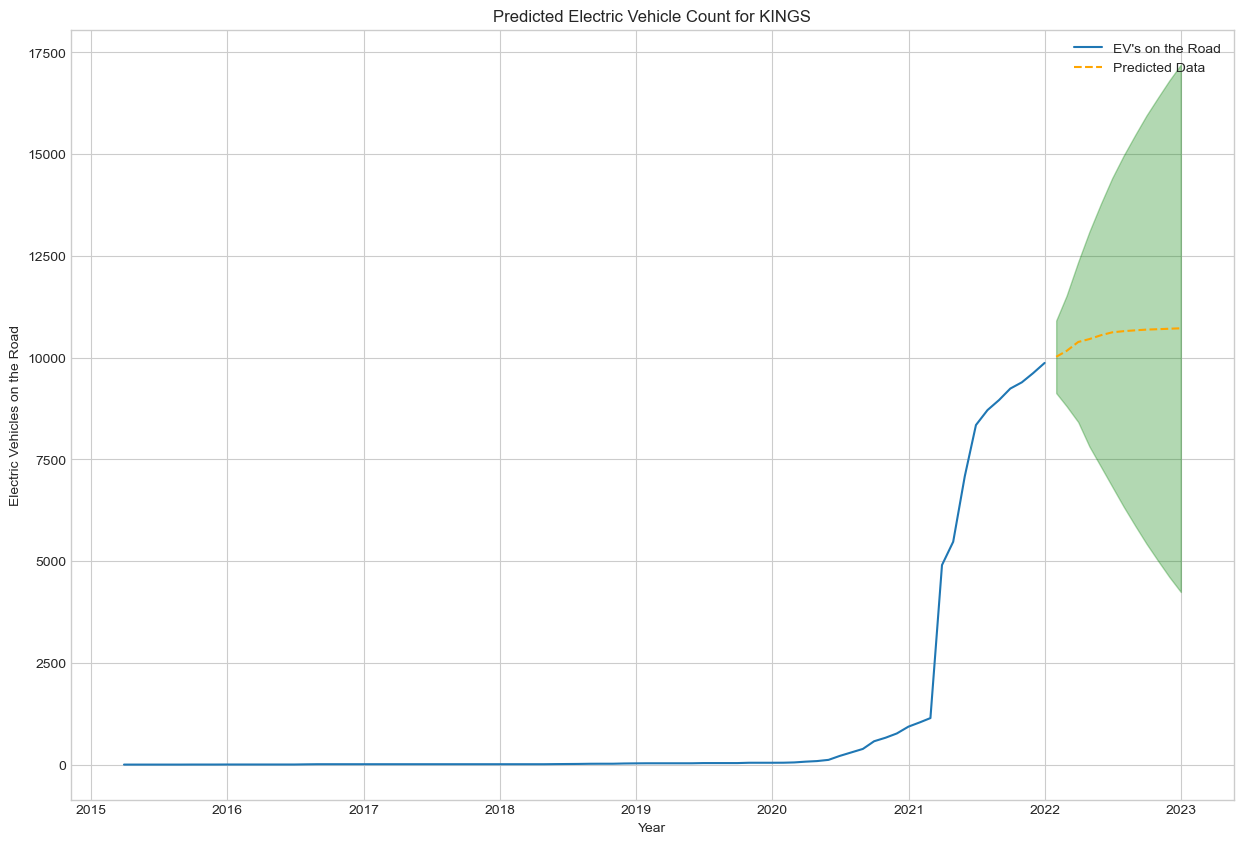 Predicted Electric Vehicle Count for KINGS
EV's on the Road
Predicted Data
17500
15000
12500
10000
7500
5000
2500
0
Electric Vehicles on the Road
2015 2016 2017 2018 2019 2020 2021 2022 2023
Year